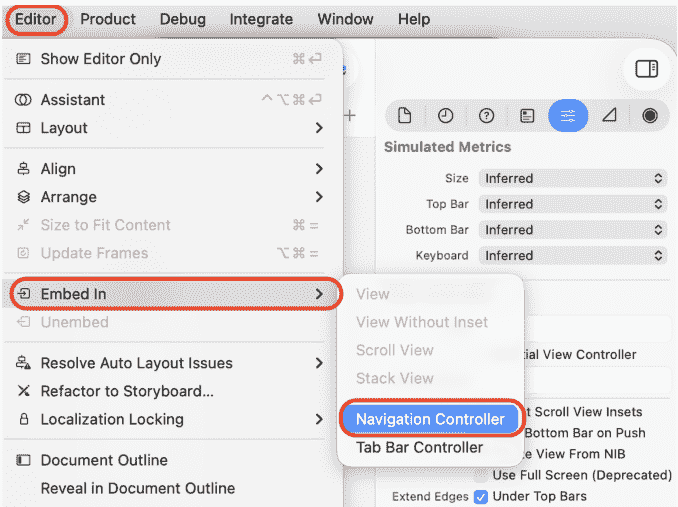 Editor Product Debug Integrate Window Help
Show Editor Only ⌘↩
Assistant ^⌥⌘↩
Layout
Align
Arrange
Size to Fit Content ⌘ =
Update Frames ⌥⌘ =
Embed In
Unembed
Resolve Auto Layout Issues
Refactor to Storyboard...
Localization Locking
Document Outline
Reveal in Document Outline
View
View Without Inset
Scroll View
Stack View
Navigation Controller
Tab Bar Controller
Simulated Metrics
Size Inferred
Top Bar Inferred
Bottom Bar Inferred
Keyboard Inferred
View Controller
Scroll View Insets
Bottom Bar on Push
View From NIB
Use Full Screen (Deprecated)
Extend Edges Under Top Bars